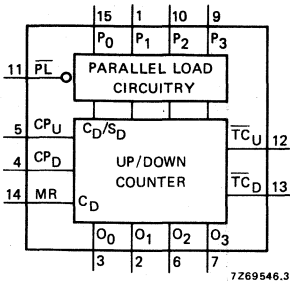 15 1 10 9
P0 P1 P2 P3
11 PL
PARALLEL LOAD
CIRCUITRY
5 CPU
CD/SD
TCU 12
4 CPD
UP/DOWN
COUNTER
TCD 13
14 MR
CD
O0 O1 O2 O3
3 2 6 7
7Z69546.3